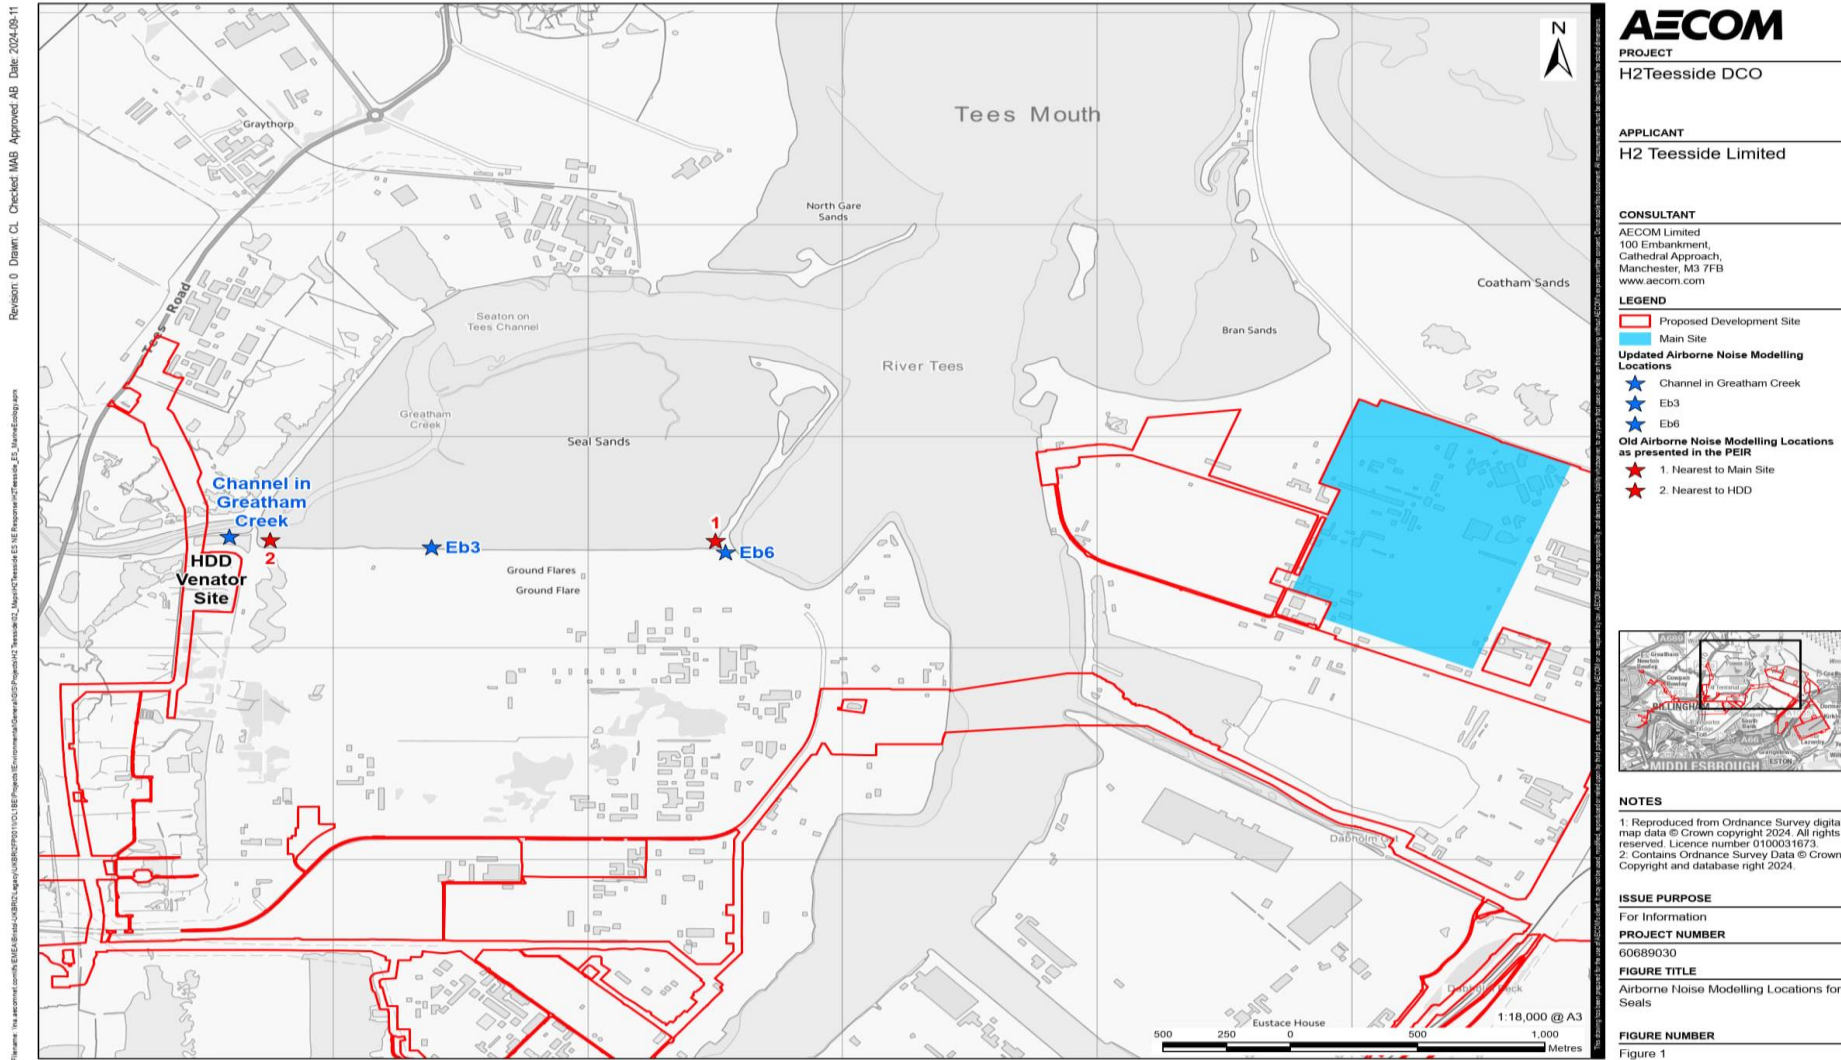 Revision: 0 Drawn: CL Checked: MAB Approved: AB Date: 2024-09-11
Graythorp
Tees Road
Tees Mouth
North Gare
Sands
Seaton on
Tees Channel
River Tees
Coatham Sands
Bran Sands
Greatham
Creek
Seal Sands
Channel in
Greatham
Creek
2
HDD
Venator
Site
Eb3
1
Eb6
Ground Flares
Ground Flare
Eustace House
N
1:18,000 @ A3
500 250 0 500 1,000
Metres
AECOM
PROJECT
H2Teesside DCO
APPLICANT
H2 Teesside Limited
CONSULTANT
AECOM Limited
100 Embankment,
Cathedral Approach,
Manchester, M3 7FB
www.aecom.com
LEGEND
Proposed Development Site
Main Site
Updated Airborne Noise Modelling
Locations
Channel in Greatham Creek
Eb3
Eb6
Old Airborne Noise Modelling Locations
as presented in the PEIR
1. Nearest to Main Site
2. Nearest to HDD
BILLINGHAM
MIDDLESBROUGH
ESTON
A689
A66
NOTES
1: Reproduced from Ordnance Survey digita
map data © Crown copyright 2024. All rights
reserved. Licence number 0100031673.
2: Contains Ordnance Survey Data © Crown
Copyright and database right 2024.
ISSUE PURPOSE
For Information
PROJECT NUMBER
60689030
FIGURE TITLE
Airborne Noise Modelling Locations for
Seals
FIGURE NUMBER
Figure 1